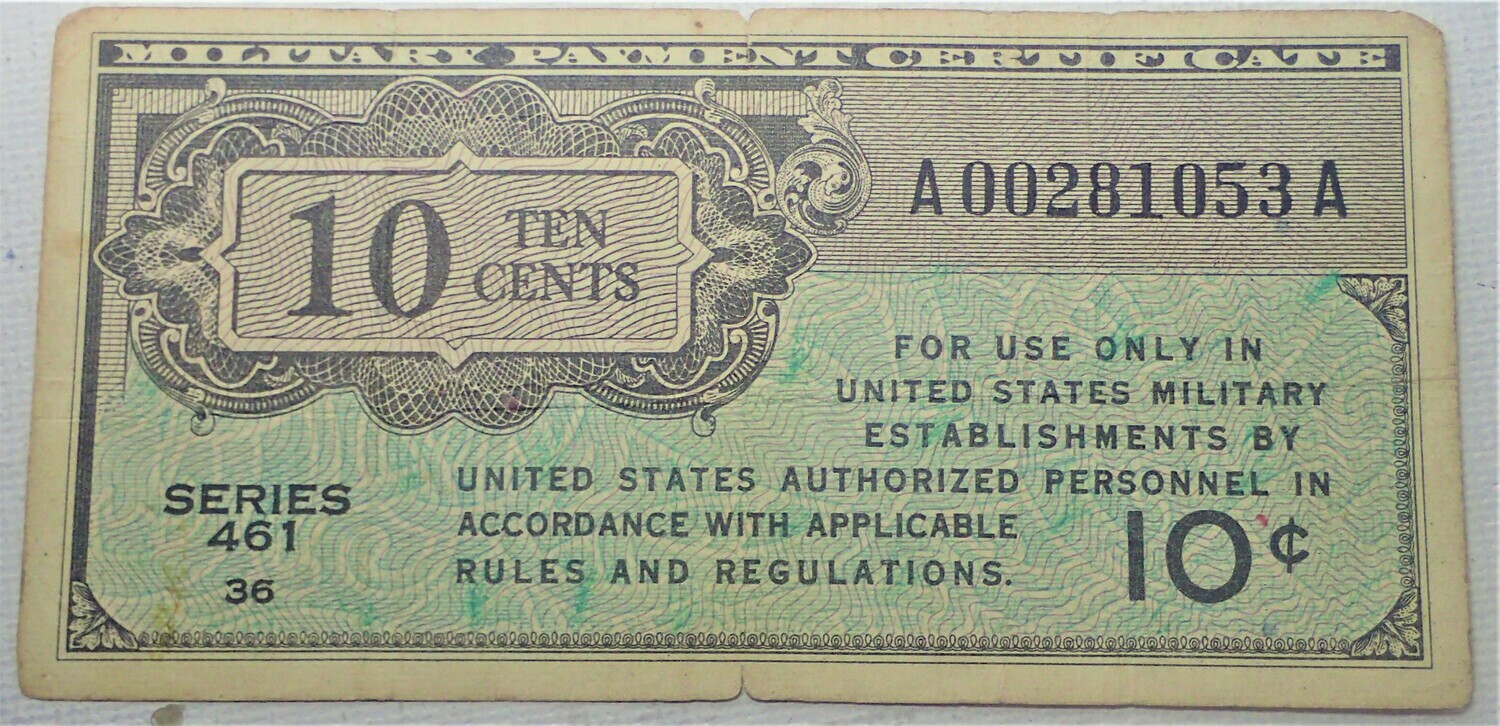 MILITARY PAYMENT CERTIFICATE
10 TEN
CENTS
A00281053A
FOR USE ONLY IN
UNITED STATES MILITARY
ESTABLISHMENTS BY
UNITED STATES AUTHORIZED PERSONNEL IN
ACCORDANCE WITH APPLICABLE
RULES AND REGULATIONS.
SERIES
461
36
10¢